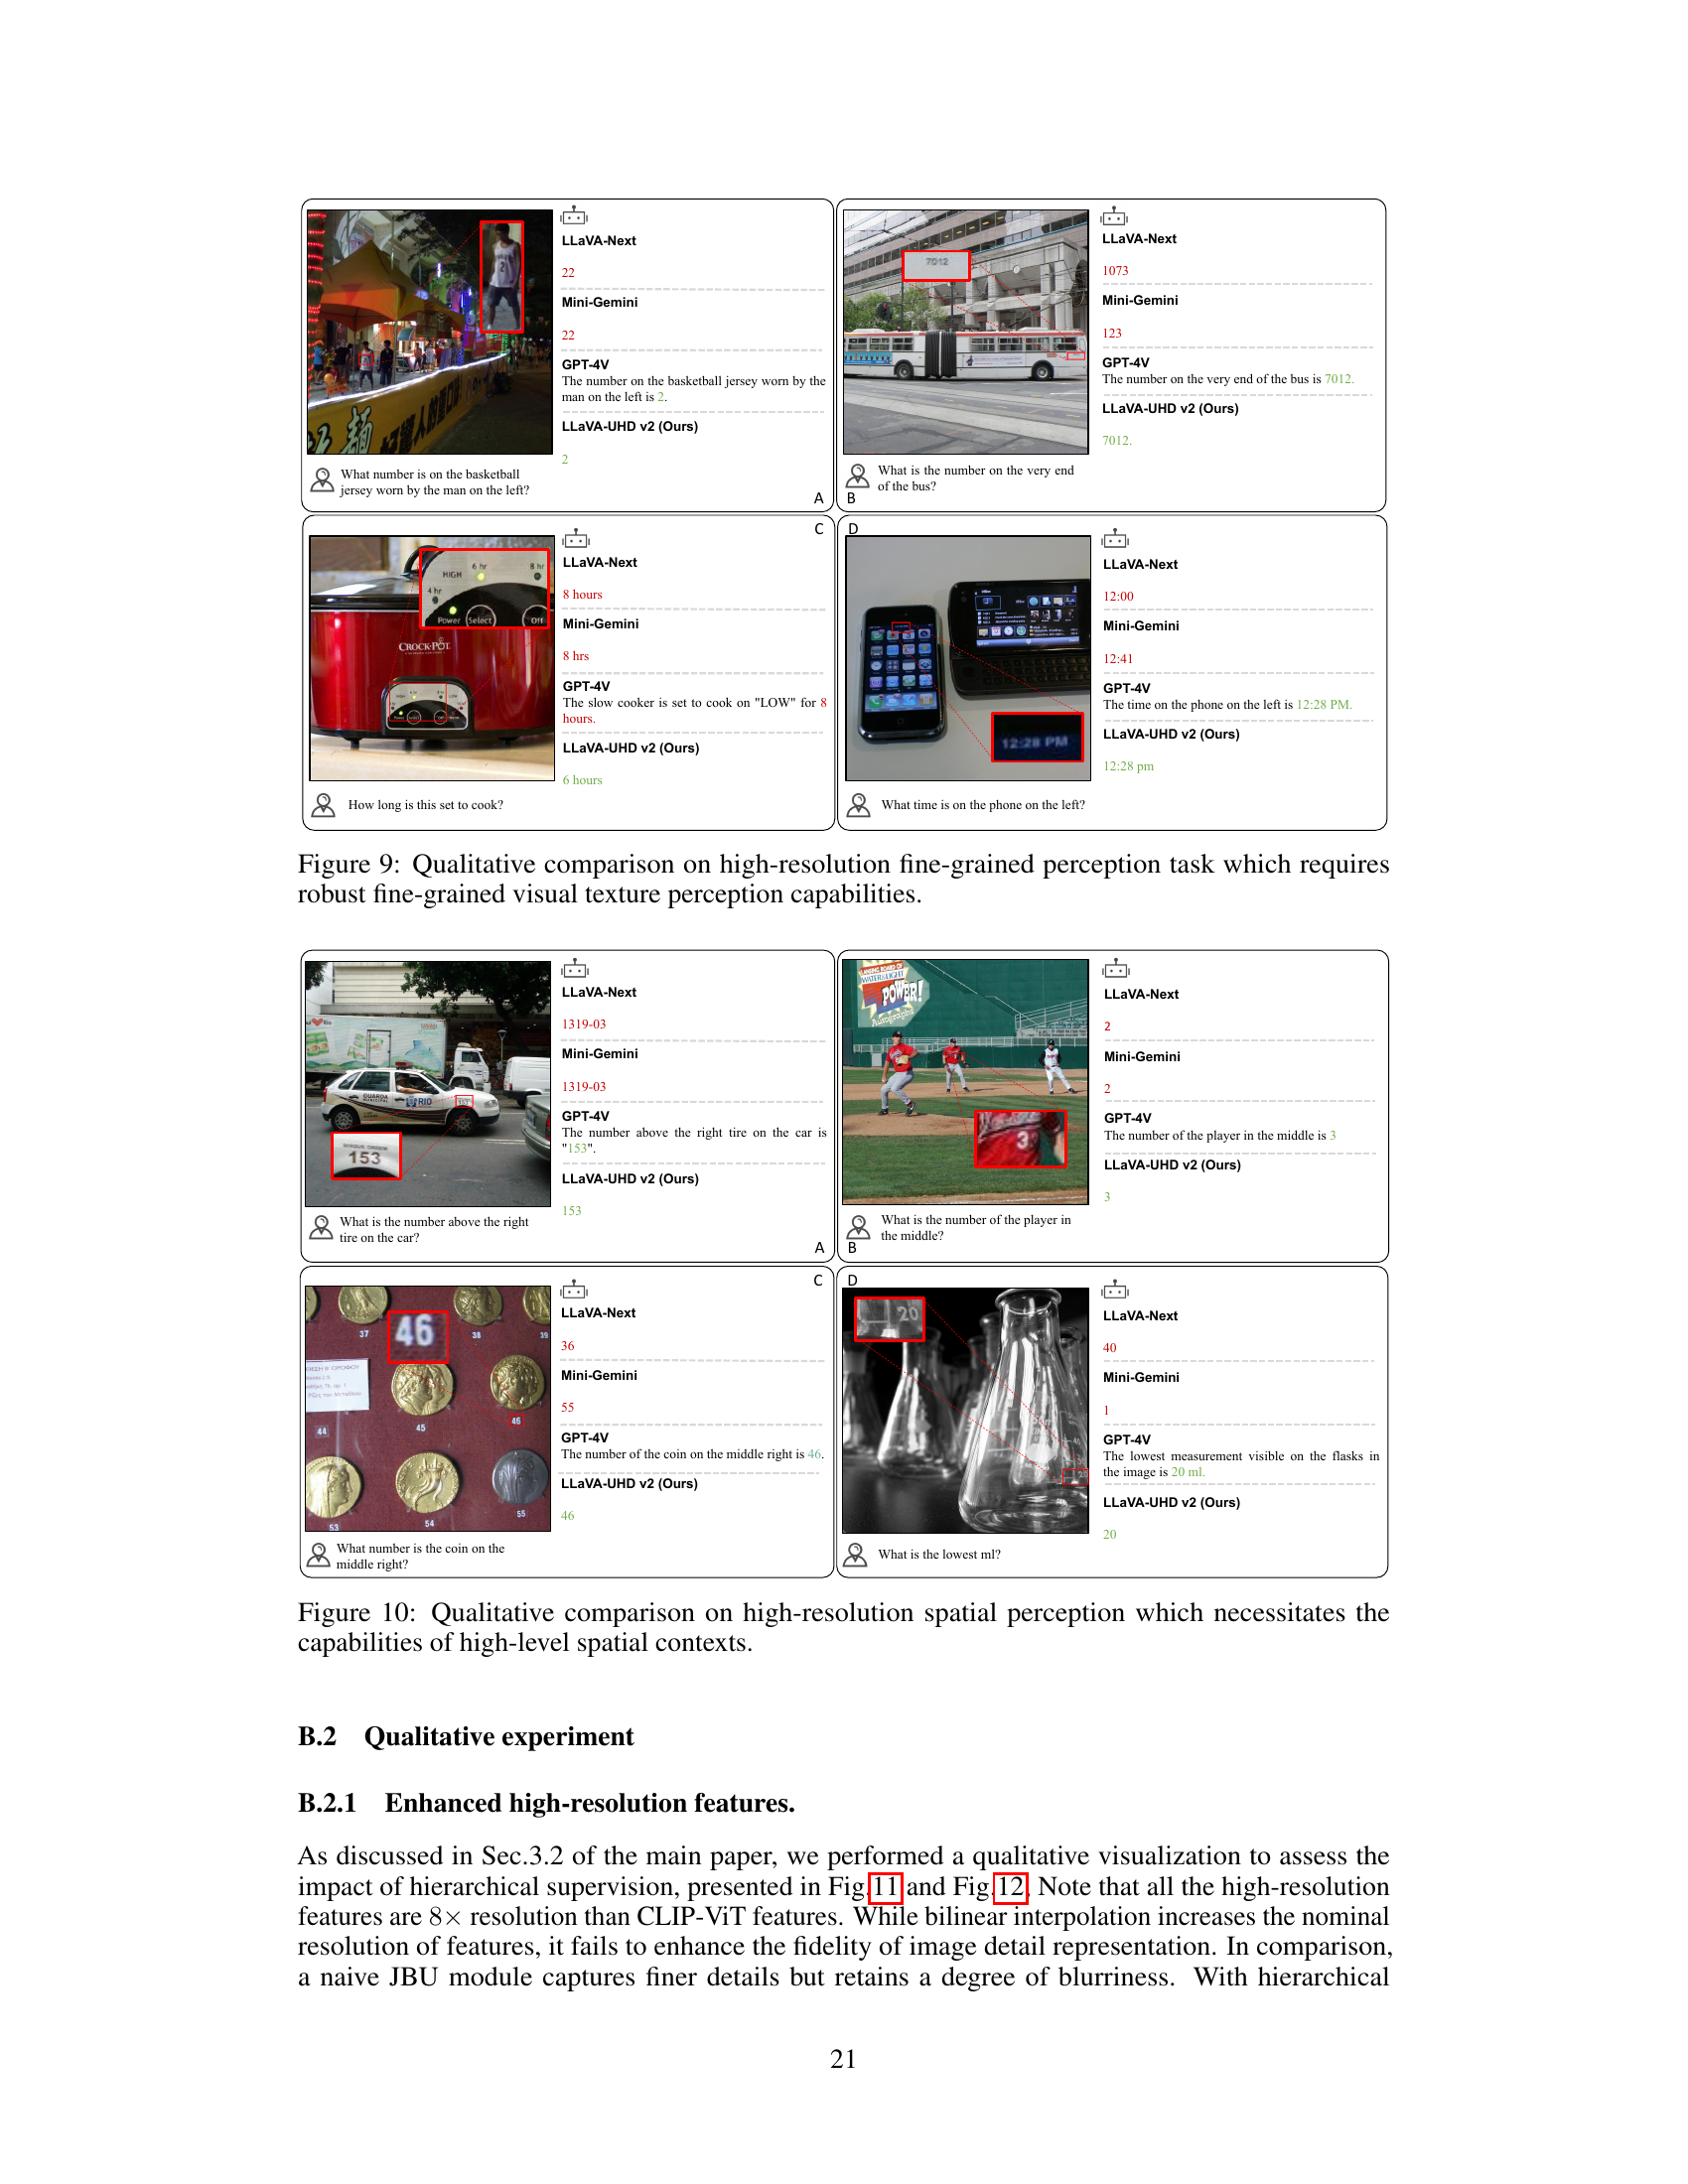 LLaVA-Next
22
Mini-Gemini
22
GPT-4V
The number on the basketball jersey worn by the
man on the left is 2.
LLaVA-UHD v2 (Ours)
2
What number is on the basketball
jersey worn by the man on the left?
A
7012
LLaVA-Next
1073
Mini-Gemini
123
GPT-4V
The number on the very end of the bus is 7012.
LLaVA-UHD v2 (Ours)
7012.
What is the number on the very end
of the bus?
B
C
4 hr
HIGH
6 hr
8 hr
Power
Select
Off
CROCK·POT
LLaVA-Next
8 hours
Mini-Gemini
8 hrs
GPT-4V
The slow cooker is set to cook on "LOW" for 8
hours.
LLaVA-UHD v2 (Ours)
6 hours
How long is this set to cook?
D
12:28 PM
LLaVA-Next
12:00
Mini-Gemini
12:41
GPT-4V
The time on the phone on the left is 12:28 PM.
LLaVA-UHD v2 (Ours)
12:28 pm
What time is on the phone on the left?
Figure 9: Qualitative comparison on high-resolution fine-grained perception task which requires
robust fine-grained visual texture perception capabilities.
GUARDA
RIO
153
LLaVA-Next
1319-03
Mini-Gemini
1319-03
GPT-4V
The number above the right tire on the car is
"153".
LLaVA-UHD v2 (Ours)
153
What is the number above the right
tire on the car?
A
POWER!
Autographs
3
LLaVA-Next
2
Mini-Gemini
2
GPT-4V
The number of the player in the middle is 3
LLaVA-UHD v2 (Ours)
3
What is the number of the player in
the middle?
B
C
37
46
38
39
44
45
46
53
54
55
LLaVA-Next
36
Mini-Gemini
55
GPT-4V
The number of the coin on the middle right is 46.
LLaVA-UHD v2 (Ours)
46
What number is the coin on the
middle right?
D
20
LLaVA-Next
40
Mini-Gemini
1
GPT-4V
The lowest measurement visible on the flasks in
the image is 20 ml.
LLaVA-UHD v2 (Ours)
20
What is the lowest ml?
Figure 10: Qualitative comparison on high-resolution spatial perception which necessitates the
capabilities of high-level spatial contexts.
B.2 Qualitative experiment
B.2.1 Enhanced high-resolution features.
As discussed in Sec.3.2 of the main paper, we performed a qualitative visualization to assess the
impact of hierarchical supervision, presented in Fig.11 and Fig.12. Note that all the high-resolution
features are 8× resolution than CLIP-ViT features. While bilinear interpolation increases the nominal
resolution of features, it fails to enhance the fidelity of image detail representation. In comparison,
a naive JBU module captures finer details but retains a degree of blurriness. With hierarchical
21